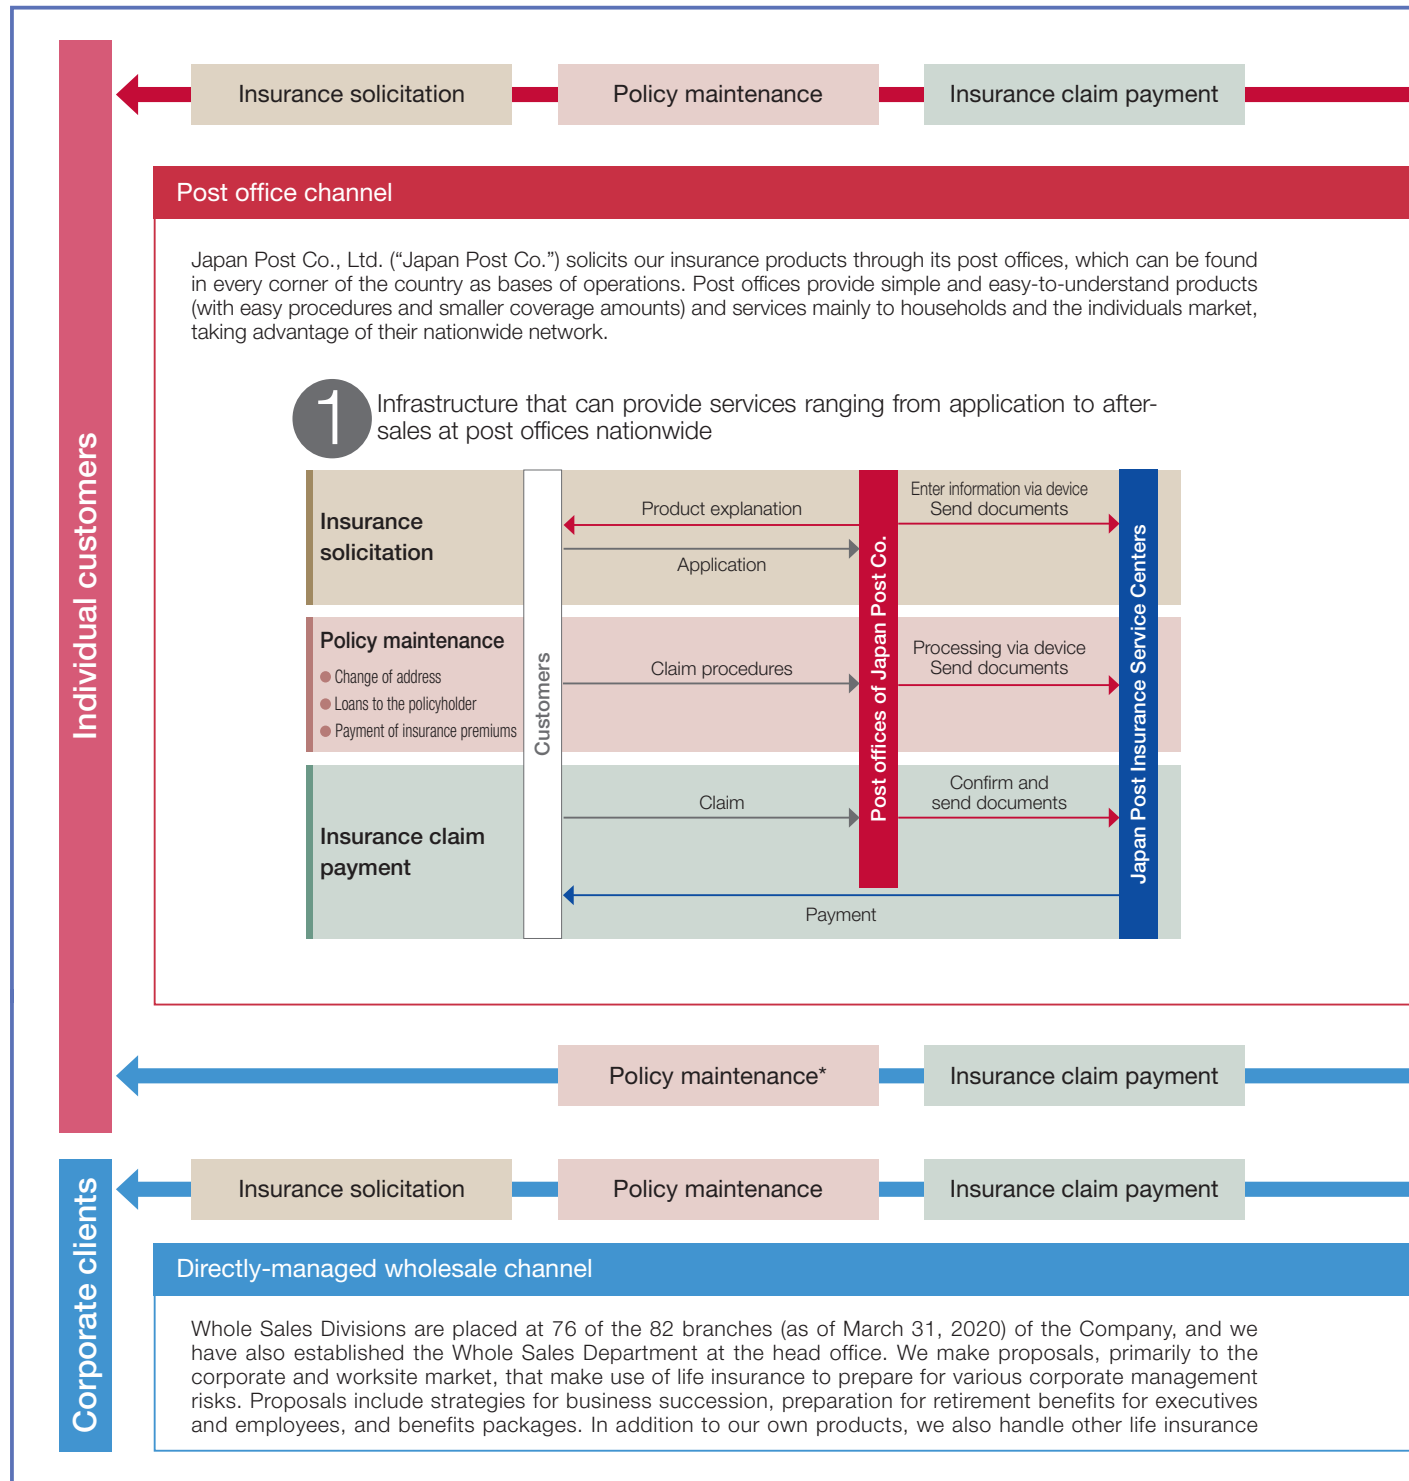 Individual customers
Insurance solicitation
Policy maintenance
Insurance claim payment
Post office channel
Japan Post Co., Ltd. (“Japan Post Co.”) solicits our insurance products through its post offices, which can be found
in every corner of the country as bases of operations. Post offices provide simple and easy-to-understand products
(with easy procedures and smaller coverage amounts) and services mainly to households and the individuals market,
taking advantage of their nationwide network.
1
Infrastructure that can provide services ranging from application to after-
sales at post offices nationwide
Insurance
solicitation
Customers
Product explanation
Application
Post offices of Japan Post Co.
Enter information via device
Send documents
Japan Post Insurance Service Centers
Policy maintenance
● Change of address
● Loans to the policyholder
● Payment of insurance premiums
Claim procedures
Processing via device
Send documents
Insurance claim
payment
Claim
Confirm and
send documents
Payment
Policy maintenance*
Insurance claim payment
Corporate clients
Insurance solicitation
Policy maintenance
Insurance claim payment
Directly-managed wholesale channel
Whole Sales Divisions are placed at 76 of the 82 branches (as of March 31, 2020) of the Company, and we
have also established the Whole Sales Department at the head office. We make proposals, primarily to the
corporate and worksite market, that make use of life insurance to prepare for various corporate management
risks. Proposals include strategies for business succession, preparation for retirement benefits for executives
and employees, and benefits packages. In addition to our own products, we also handle other life insurance